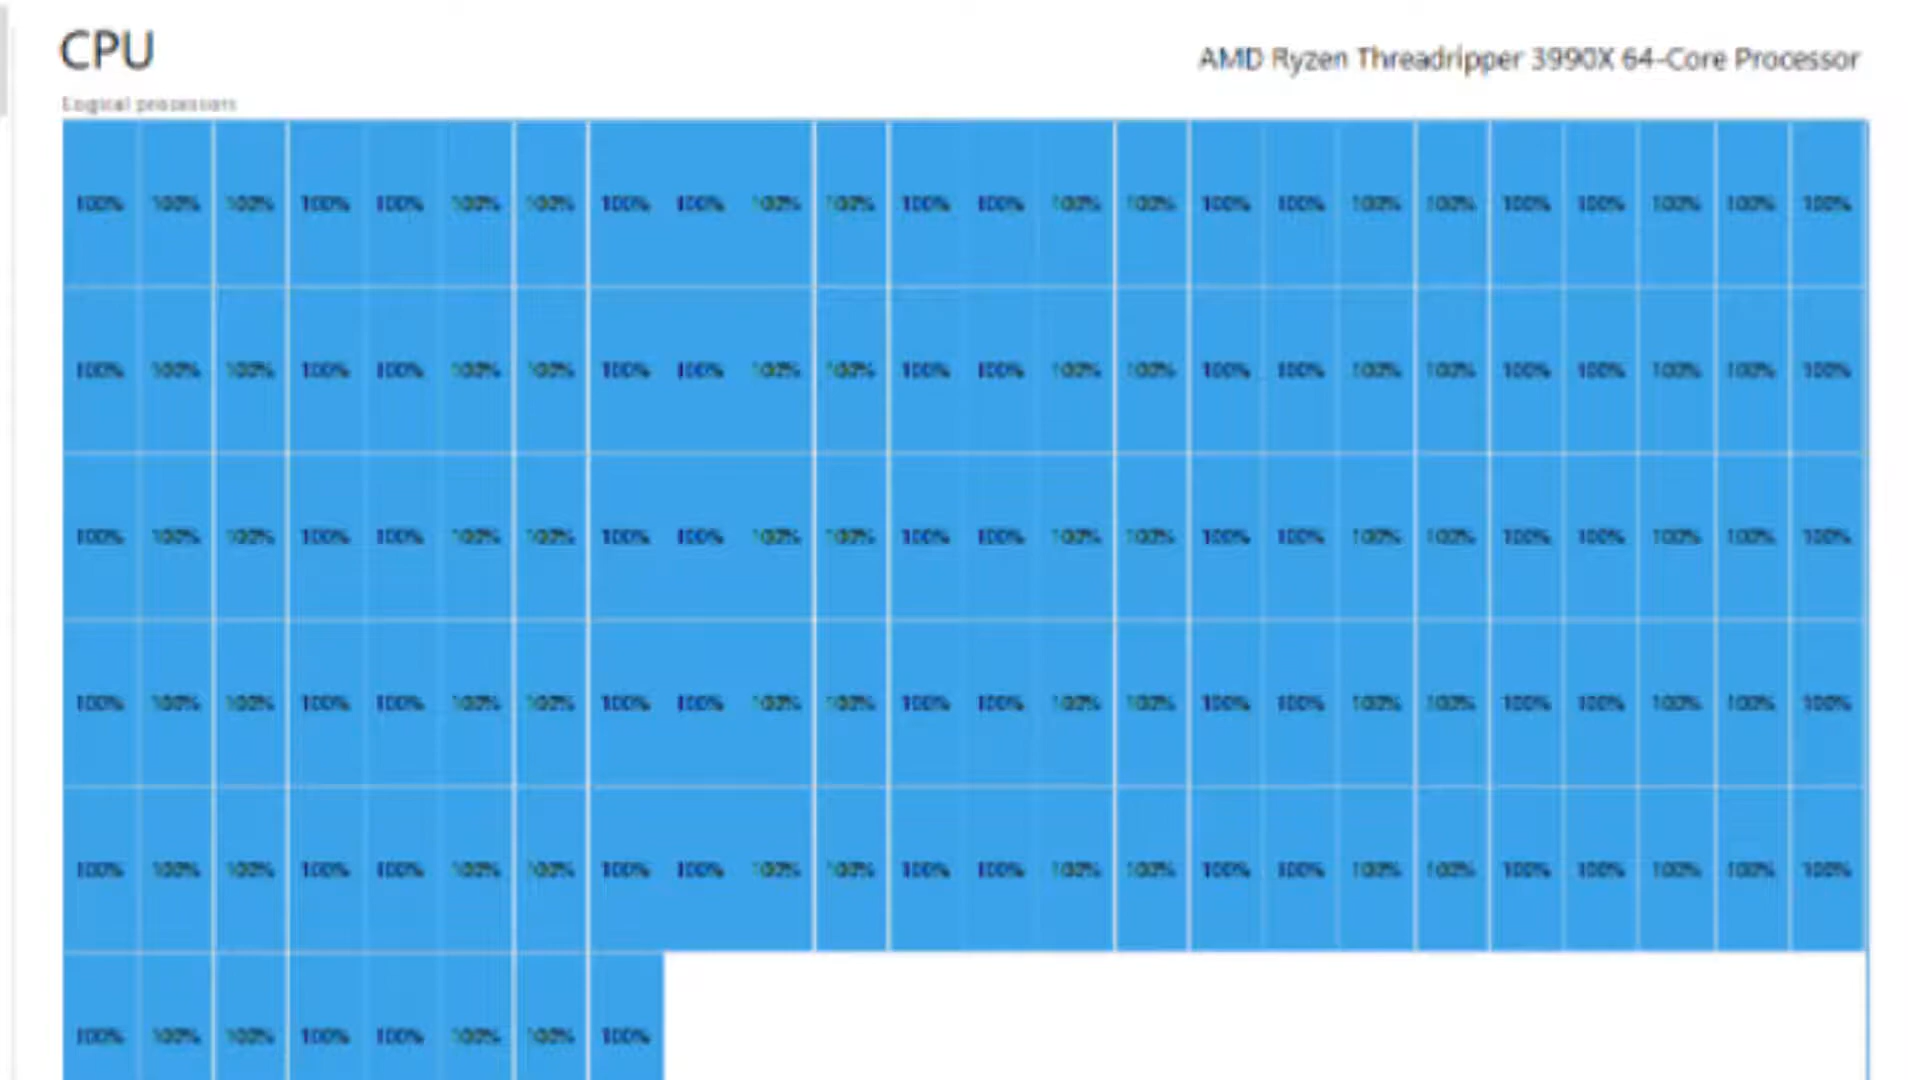 CPU
AMD Ryzen Threadripper 3990X 64-Core Processor
Logical processors
100% 100% 100% 100% 100% 100% 100% 100% 100% 100% 100% 100% 100% 100% 100% 100% 100% 100% 100% 100% 100% 100% 100% 100%
100% 100% 100% 100% 100% 100% 100% 100% 100% 100% 100% 100% 100% 100% 100% 100% 100% 100% 100% 100% 100% 100% 100% 100%
100% 100% 100% 100% 100% 100% 100% 100% 100% 100% 100% 100% 100% 100% 100% 100% 100% 100% 100% 100% 100% 100% 100% 100%
100% 100% 100% 100% 100% 100% 100% 100% 100% 100% 100% 100% 100% 100% 100% 100% 100% 100% 100% 100% 100% 100% 100% 100%
100% 100% 100% 100% 100% 100% 100% 100% 100% 100% 100% 100% 100% 100% 100% 100% 100% 100% 100% 100% 100% 100% 100% 100%
100% 100% 100% 100% 100% 100% 100% 100%